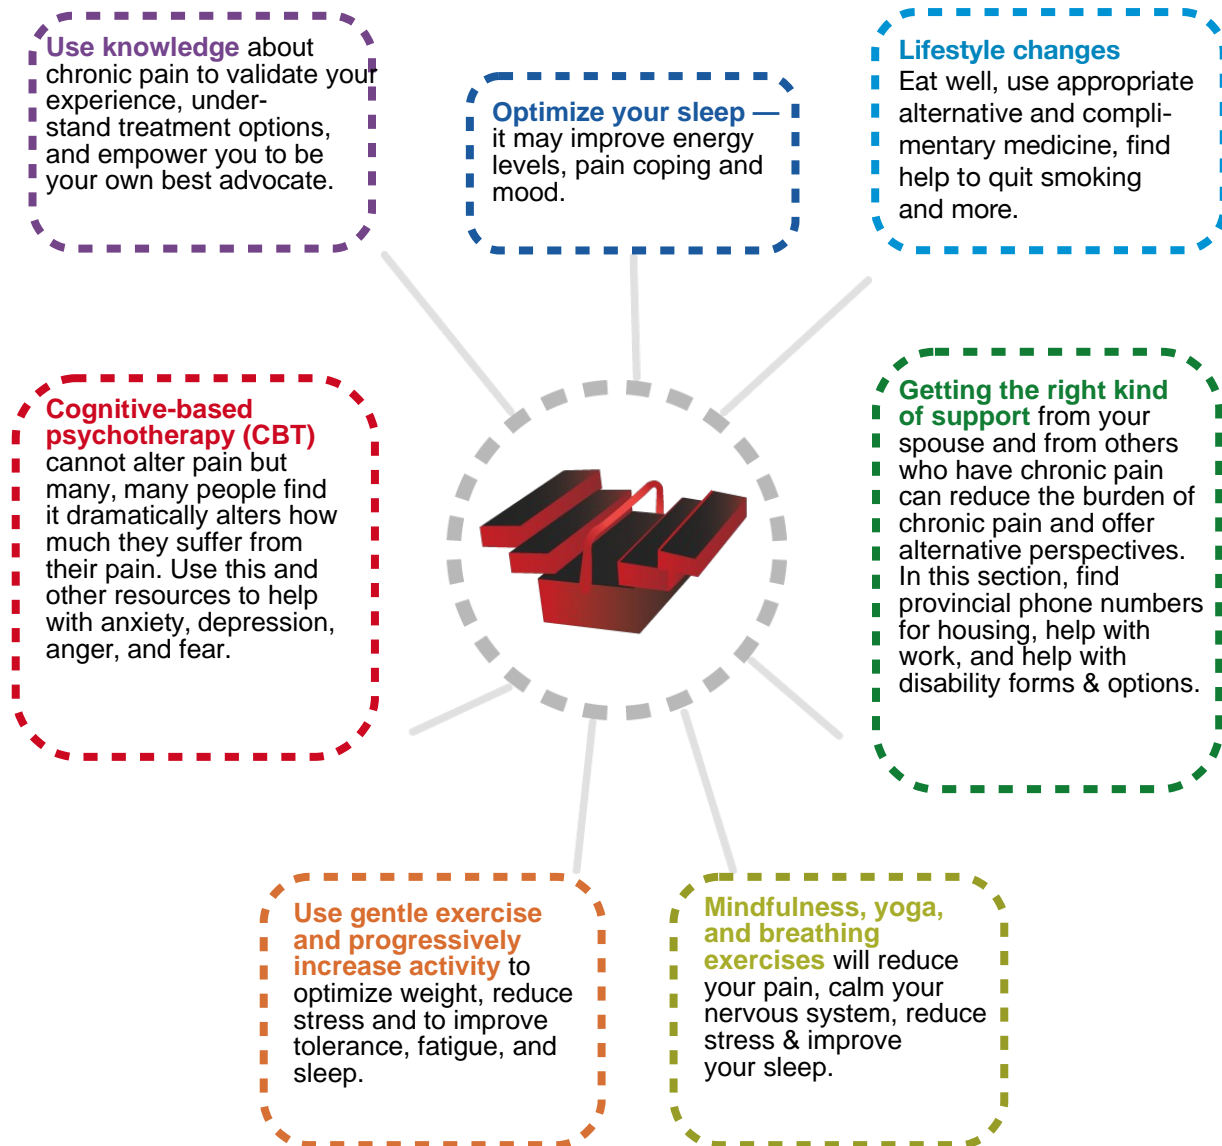 Use knowledge about
chronic pain to validate your
experience, under-
stand treatment options,
and empower you to be
your own best advocate.
Optimize your sleep —
it may improve energy
levels, pain coping and
mood.
Lifestyle changes
Eat well, use appropriate
alternative and compli-
mentary medicine, find
help to quit smoking
and more.
Cognitive-based
psychotherapy (CBT)
cannot alter pain but
many, many people find
it dramatically alters how
much they suffer from
their pain. Use this and
other resources to help
with anxiety, depression,
anger, and fear.
Getting the right kind
of support from your
spouse and from others
who have chronic pain
can reduce the burden of
chronic pain and offer
alternative perspectives.
In this section, find
provincial phone numbers
for housing, help with
work, and help with
disability forms & options.
Use gentle exercise
and progressively
increase activity to
optimize weight, reduce
stress and to improve
tolerance, fatigue, and
sleep.
Mindfulness, yoga,
and breathing
exercises will reduce
your pain, calm your
nervous system, reduce
stress & improve
your sleep.